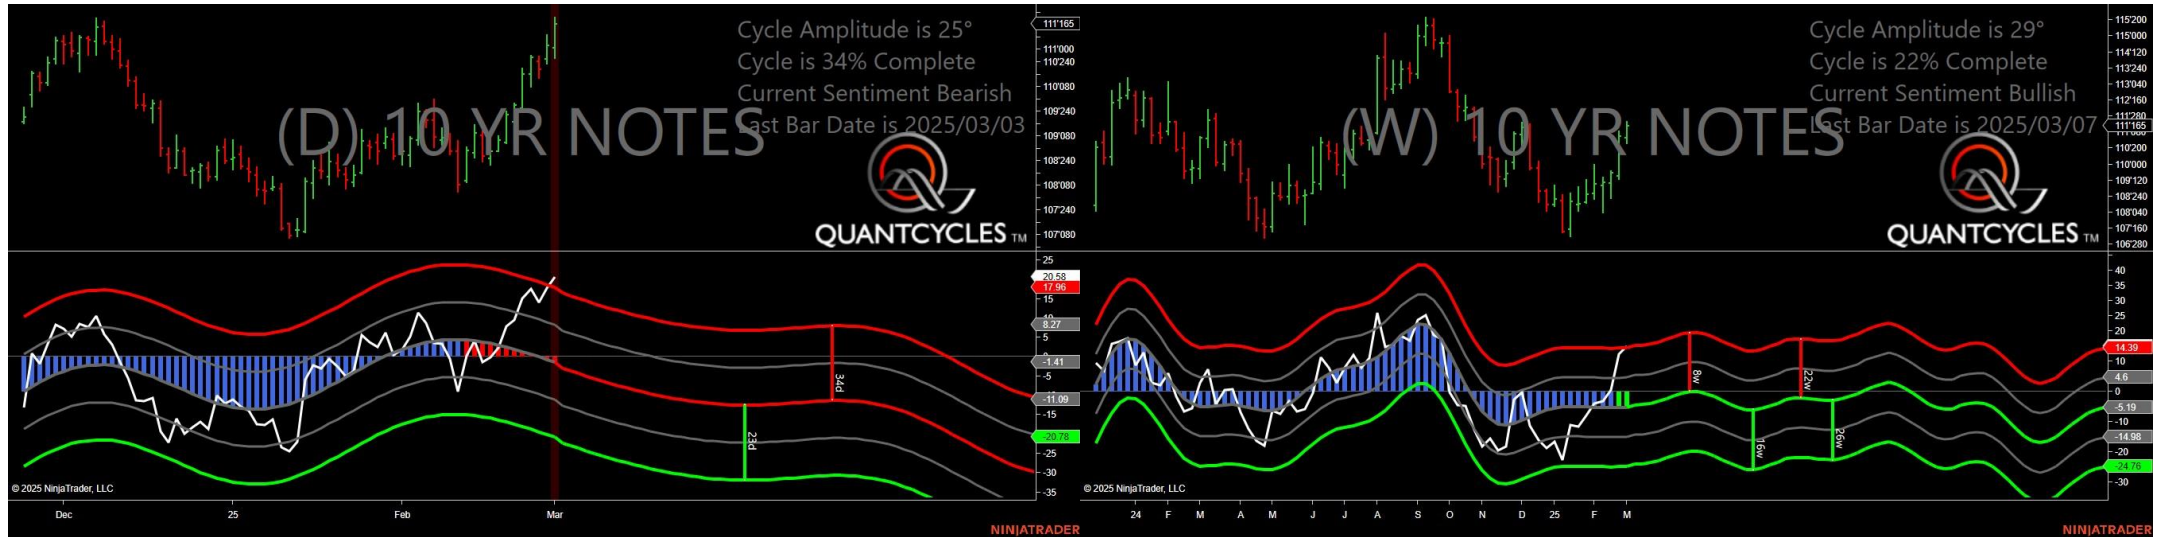 Cycle Amplitude is 25°
Cycle is 34% Complete
Current Sentiment Bearish
Last Bar Date is 2025/03/03
(D) 10 YR NOTES
QUANTCYCLES TM
111'165
111'000
110'240
110'080
109'240
109'080
108'240
108'080
107'240
107'080
25
20.58
17.96
15
8.27
5
-1.41
-5
-11.09
-15
-20.78
-25
-30
-35
34d
23d
© 2025 NinjaTrader, LLC
Dec
25
Feb
Mar
NINJATRADER
Cycle Amplitude is 29°
Cycle is 22% Complete
Current Sentiment Bullish
Last Bar Date is 2025/03/07
(W) 10 YR NOTES
QUANTCYCLES TM
115'200
115'000
114'120
113'240
113'080
112'160
111'280
111'165
110'200
110'000
109'120
108'240
108'040
107'160
106'280
40
35
30
25
20
14.39
10
4.6
0
-5.19
-10
-14.98
-20
-24.76
-30
8w
22w
16w
26w
© 2025 NinjaTrader, LLC
24 F M A M J J A S O N D 25 F M
NINJATRADER